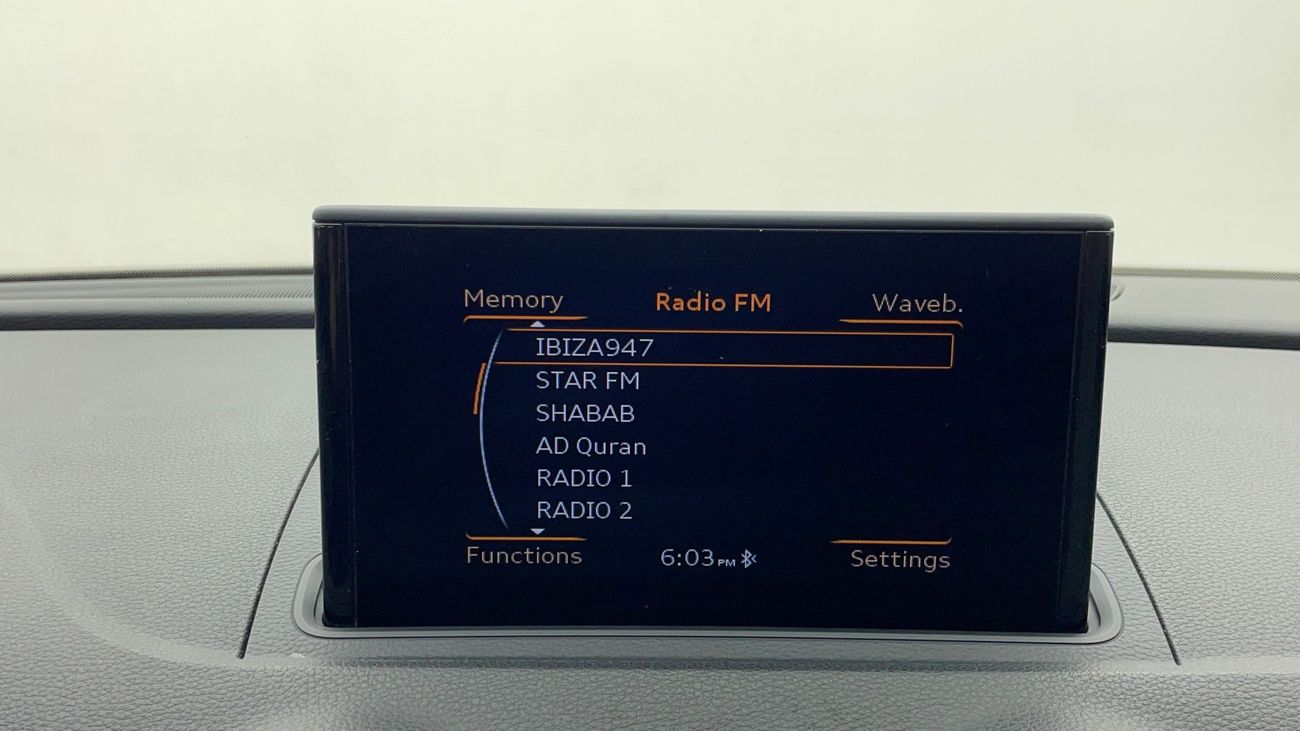 Memory Radio FM Waveb.
IBIZA947
STAR FM
SHABAB
AD Quran
RADIO 1
RADIO 2
Functions 6:03 PM Settings